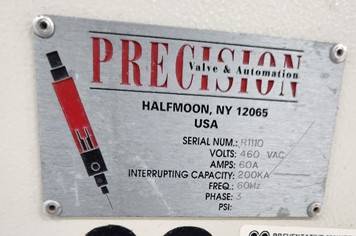 PRECISION
Valve & Automation
HALFMOON, NY 12065
USA
SERIAL NUM.: R1110
VOLTS: 460 VAC
AMPS: 60A
INTERRUPTING CAPACITY: 200KA
FREQ.: 60Hz
PHASE: 3
PSI: